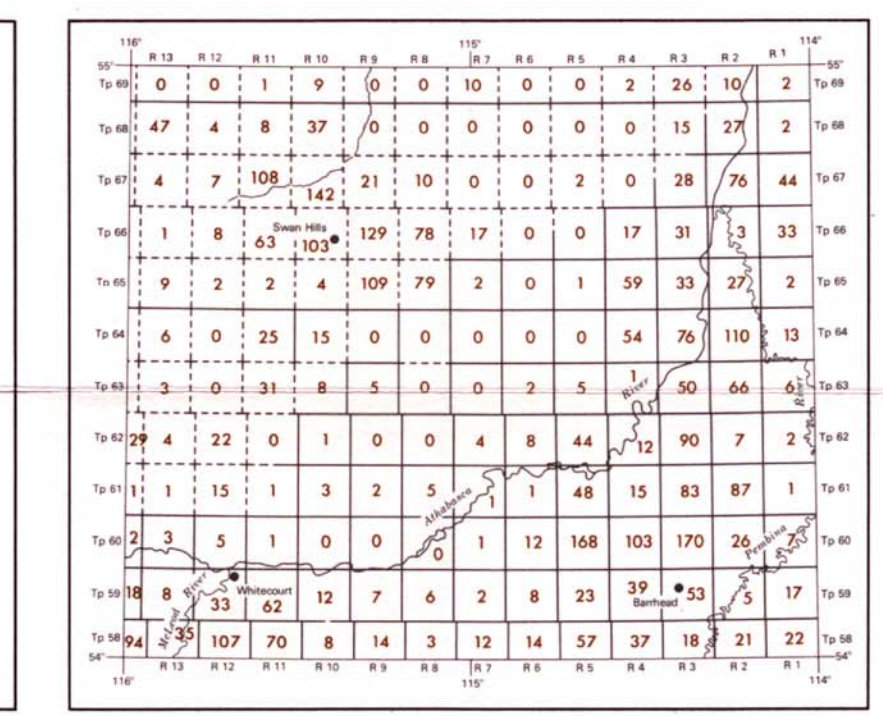 116° 115° 114°
R 13 R 12 R 11 R 10 R 9 R 8 R 7 R 6 R 5 R 4 R 3 R 2 R 1
55° 55°
Tp 69 0 0 1 9 0 0 10 0 0 2 26 10 2 Tp 69
Tp 68 47 4 8 37 0 0 0 0 0 0 15 27 2 Tp 68
Tp 67 4 7 108 142 21 10 0 0 2 0 28 76 44 Tp 67
Swan Hills
Tp 66 1 8 63 103 129 78 17 0 0 17 31 3 33 Tp 66
Tn 65 9 2 2 4 109 79 2 0 1 59 33 27 2 Tp 65
Tp 64 6 0 25 15 0 0 0 0 0 54 76 110 13 Tp 64
Tp 63 3 0 31 8 5 0 0 2 5 1 50 66 6 Tp 63
River River
Tp 62 29 4 22 0 1 0 0 4 8 44 12 90 7 2 Tp 62
Tp 61 1 1 15 1 3 2 5 1 1 48 15 83 87 1 Tp 61
Athabasca
Tp 60 2 3 5 1 0 0 0 1 12 168 103 170 26 7 Tp 60
Pembina
Tp 59 18 8 33 62 12 7 6 2 8 23 39 53 5 17 Tp 59
McLeod River Whitecourt Barrhead
Tp 58 94 35 107 70 8 14 3 12 14 57 37 18 21 22 Tp 58
54° 54°
R 13 R 12 R 11 R 10 R 9 R 8 R 7 R 6 R 5 R 4 R 3 R 2 R 1
116° 115° 114°